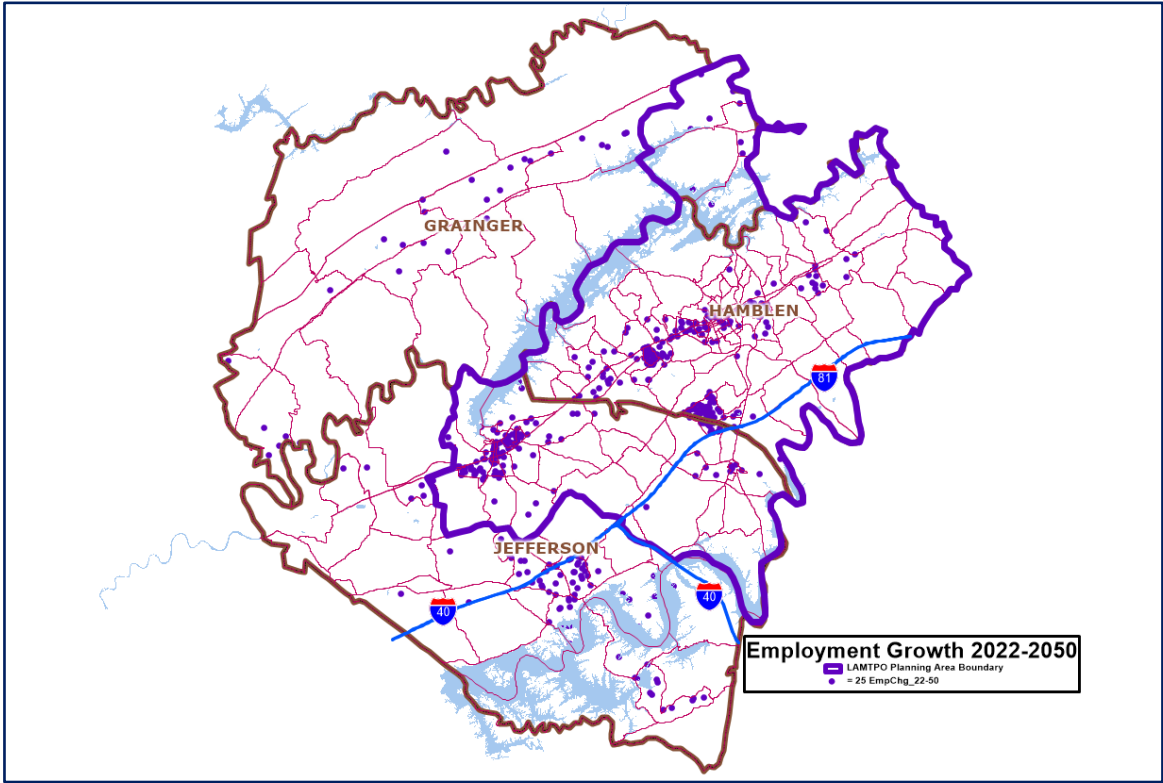 GRAINGER
HAMBLEN
81
JEFFERSON
40
40
Employment Growth 2022-2050
LAMTPO Planning Area Boundary
= 25 EmpChg_22-50